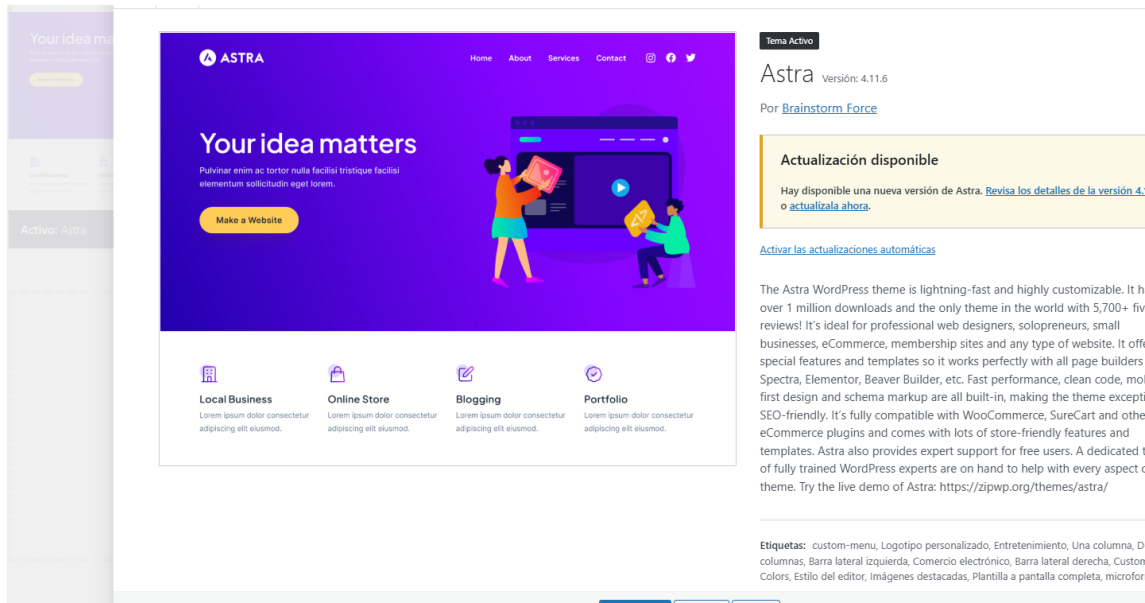 Your idea ma
Activo: Astra
ASTRA
Home About Services Contact
Your idea matters
Pulvinar enim ac tortor nulla facilisi tristique facilisi
elementum sollicitudin eget lorem.
Make a Website
Local Business
Lorem ipsum dolor consectetur
adipiscing elit eiusmod.
Online Store
Lorem ipsum dolor consectetur
adipiscing elit eiusmod.
Blogging
Lorem ipsum dolor consectetur
adipiscing elit eiusmod.
Portfolio
Lorem ipsum dolor consectetur
adipiscing elit eiusmod.
Tema Activo
Astra Versión: 4.11.6
Por Brainstorm Force
Actualización disponible
Hay disponible una nueva versión de Astra. Revisa los detalles de la versión 4.
o actualízala ahora.
Activar las actualizaciones automáticas
The Astra WordPress theme is lightning-fast and highly customizable. It h
over 1 million downloads and the only theme in the world with 5,700+ fiv
reviews! It's ideal for professional web designers, solopreneurs, small
businesses, eCommerce, membership sites and any type of website. It offe
special features and templates so it works perfectly with all page builders
Spectra, Elementor, Beaver Builder, etc. Fast performance, clean code, mo
first design and schema markup are all built-in, making the theme excepti
SEO-friendly. It's fully compatible with WooCommerce, SureCart and othe
eCommerce plugins and comes with lots of store-friendly features and
templates. Astra also provides expert support for free users. A dedicated t
of fully trained WordPress experts are on hand to help with every aspect o
theme. Try the live demo of Astra: https://zipwp.org/themes/astra/
Etiquetas: custom-menu, Logotipo personalizado, Entretenimiento, Una columna, D
columnas, Barra lateral izquierda, Comercio electrónico, Barra lateral derecha, Custom
Colors, Estilo del editor, Imágenes destacadas, Plantilla a pantalla completa, microfor